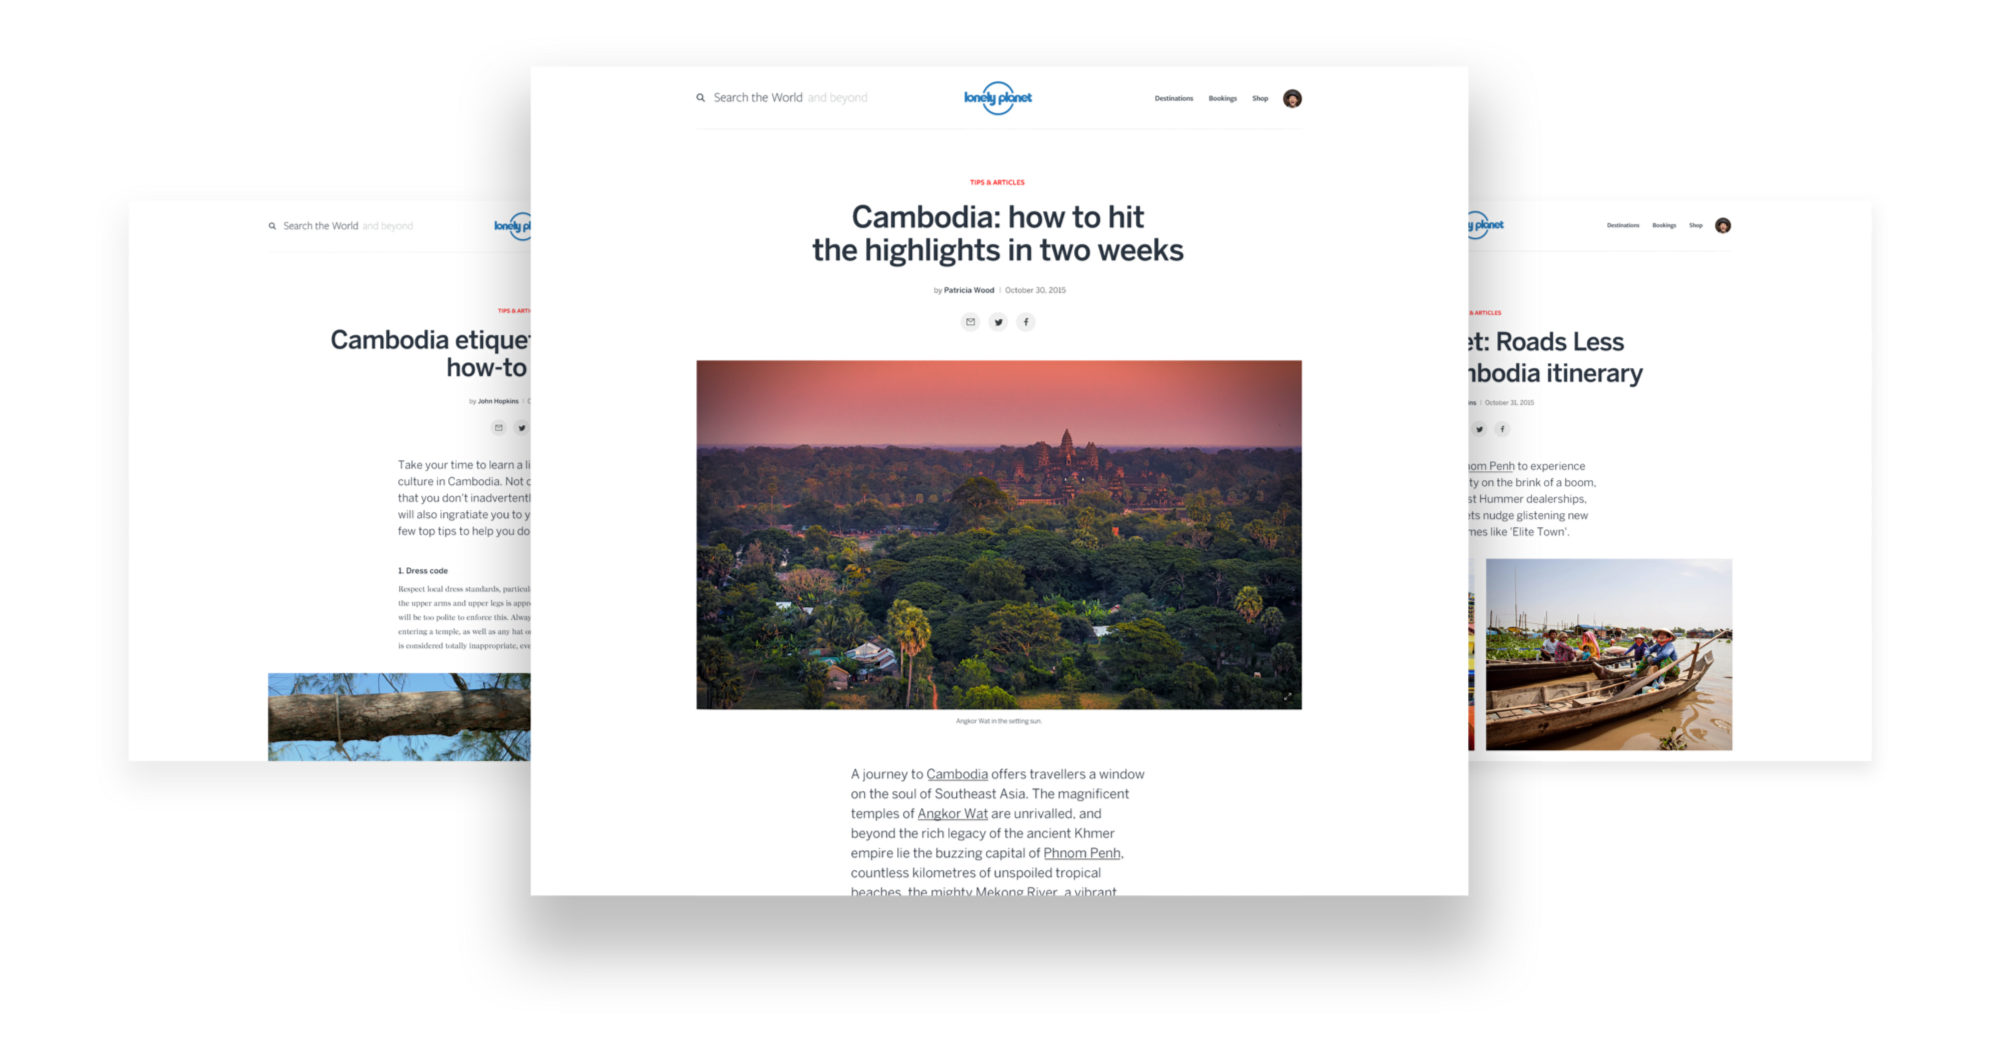 Search the World and beyond
lonely planet
Destinations Bookings Shop
TIPS & ARTICLES
Cambodia: how to hit
the highlights in two weeks
by Patricia Wood | October 30, 2015
Angkor Wat in the setting sun.
A journey to Cambodia offers travellers a window
on the soul of Southeast Asia. The magnificent
temples of Angkor Wat are unrivalled, and
beyond the rich legacy of the ancient Khmer
empire lie the buzzing capital of Phnom Penh,
countless kilometres of unspoiled tropical
beaches, the mighty Mekong River, a vibrant
Search the World and beyond
lonely pl
TIPS & ARTI
Cambodia etique
how-to
by John Hopkins |
Take your time to learn a li
culture in Cambodia. Not
that you don't inadvertentl
will also ingratiate you to y
few top tips to help you do
1. Dress code
Respect local dress standards, particul
the upper arms and upper legs is appr
will be too polite to enforce this. Alway
entering a temple, as well as any hat o
is considered totally inappropriate, eve
y planet
Destinations Bookings Shop
& ARTICLES
et: Roads Less
bodia itinerary
ns | October 31, 2015
om Penh to experience
ty on the brink of a boom,
st Hummer dealerships,
ets nudge glistening new
mes like 'Elite Town'.